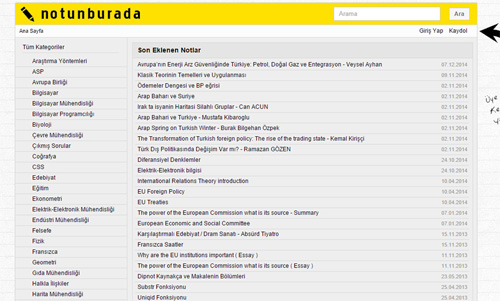 notunburada
Arama
Ara
Ana Sayfa
Giriş Yap Kaydol
Tüm Kategoriler
Araştırma Yöntemleri
ASP
Avrupa Birliği
Bilgisayar
Bilgisayar Mühendisliği
Bilgisayar Programcılığı
Biyoloji
Çevre Mühendisliği
Çıkmış Sorular
Coğrafya
CSS
Edebiyat
Eğitim
Ekonometri
Elektrik-Elektronik Mühendisliği
Endüstri Mühendisliği
Felsefe
Fizik
Fransızca
Geometri
Gıda Mühendisliği
Halkla İlişkiler
Harita Mühendisliği
Son Eklenen Notlar
Avrupa'nın Enerji Arz Güvenliğinde Türkiye: Petrol, Doğal Gaz ve Entegrasyon - Veysel Ayhan 07.12.2014
Klasik Teorinin Temelleri ve Uygulanması 09.11.2014
Ödemeler Dengesi ve BP eğrisi 02.11.2014
Arap Baharı ve Suriye 02.11.2014
Irak ta isyanin Haritasi Silahli Gruplar - Can ACUN 02.11.2014
Arap Baharı ve Turkiye - Mustafa Kibaroglu 02.11.2014
Arap Spring on Turkish Winter - Burak Bilgehan Özpek 02.11.2014
The Transformation of Turkish foreign policy: The rise of the trading state - Kemal Kirişçi 02.11.2014
Türk Dış Politikasında Değişim Var mı? - Ramazan GÖZEN 02.11.2014
Diferansiyel Denklemler 24.10.2014
Elektrik-Elektronik bilgisi 24.10.2014
International Relations Theory introduction 18.04.2014
EU Foreign Policy 18.04.2014
EU Treaties 18.04.2014
The power of the European Commission what is its source - Summary 07.01.2014
European Economic and Social Committee 07.01.2014
Karşılaştırmalı Edebiyat / Dram Sanatı - Absürd Tiyatro 15.11.2013
Fransızca Saatler 15.11.2013
Why are the EU institutions important ( Essay ) 11.11.2013
The power of the European Commission what is its source ( Essay ) 11.11.2013
Dipnot Kaynakça ve Makalenin Bölümleri 23.05.2013
Substr Fonksiyonu 25.04.2013
Uniqid Fonksiyonu 25.04.2013